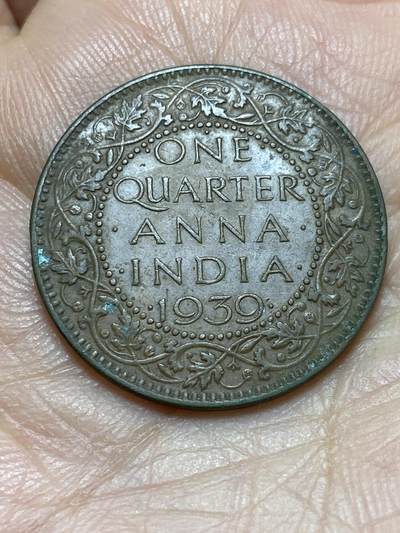 ONE
QUARTER
· ANNA ·
· INDIA ·
· 1939 ·